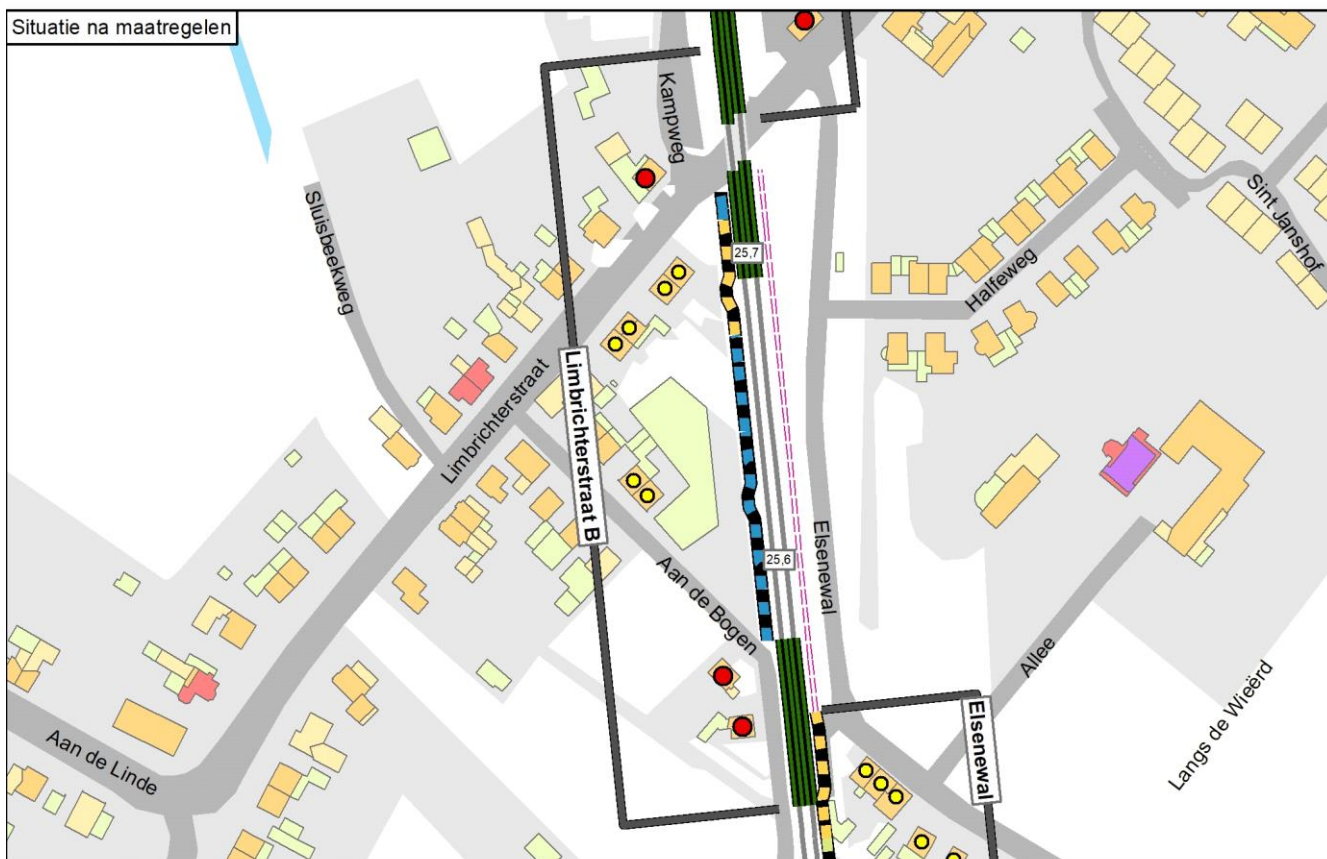 Situatie na maatregelen
Kampweg
Sluisbeekweg
Sint Janshof
25,7
Halfeweg
Limbrichterstraat B
Limbrichterstraat
Elsenewal
25,6
Aan de Bogen
Allee
Langs de Wieërd
Elsenewal
Aan de Linde